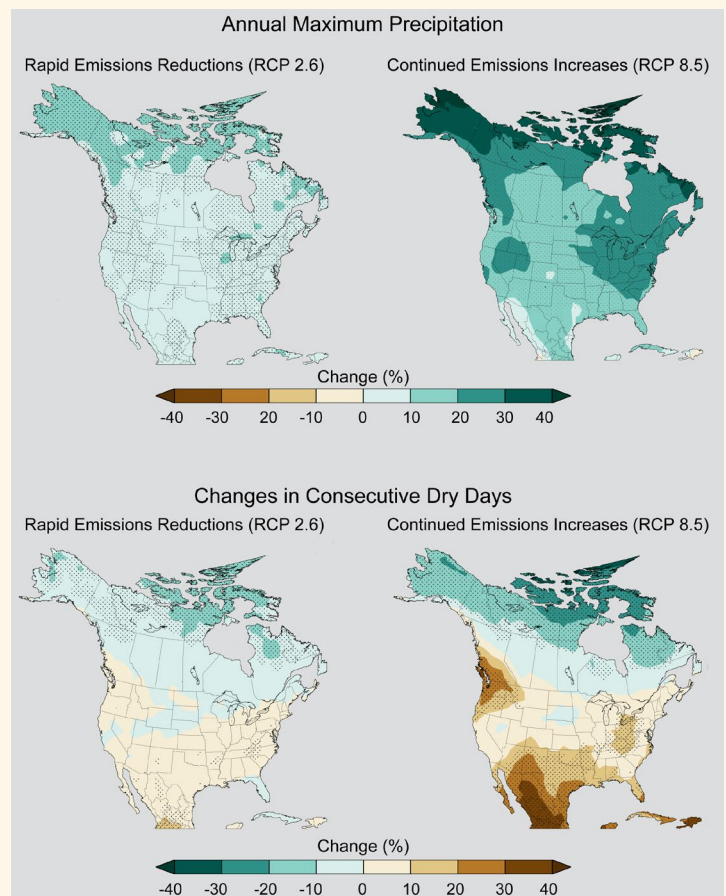 Annual Maximum Precipitation
Rapid Emissions Reductions (RCP 2.6)
Continued Emissions Increases (RCP 8.5)
Change (%)
-40 -30 20 -10 0 10 20 30 40
Changes in Consecutive Dry Days
Rapid Emissions Reductions (RCP 2.6)
Continued Emissions Increases (RCP 8.5)
Change (%)
-40 -30 -20 -10 0 10 20 30 40